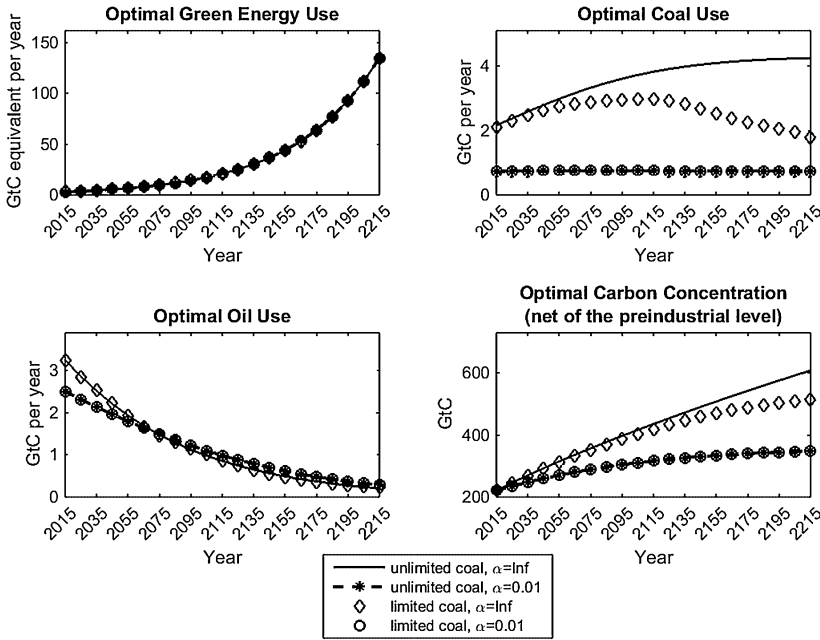 Optimal Green Energy Use
GtC equivalent per year
150
100
50
0
2015 2035 2055 2075 2095 2115 2135 2155 2175 2195 2215
Year
Optimal Coal Use
GtC per year
4
2
0
2015 2035 2055 2075 2095 2115 2135 2155 2175 2195 2215
Year
Optimal Oil Use
GtC per year
3
2
1
0
2015 2035 2055 2075 2095 2115 2135 2155 2175 2195 2215
Year
Optimal Carbon Concentration
(net of the preindustrial level)
GtC
600
400
200
2015 2035 2055 2075 2095 2115 2135 2155 2175 2195 2215
Year
unlimited coal, α=Inf
unlimited coal, α=0.01
limited coal, α=Inf
limited coal, α=0.01